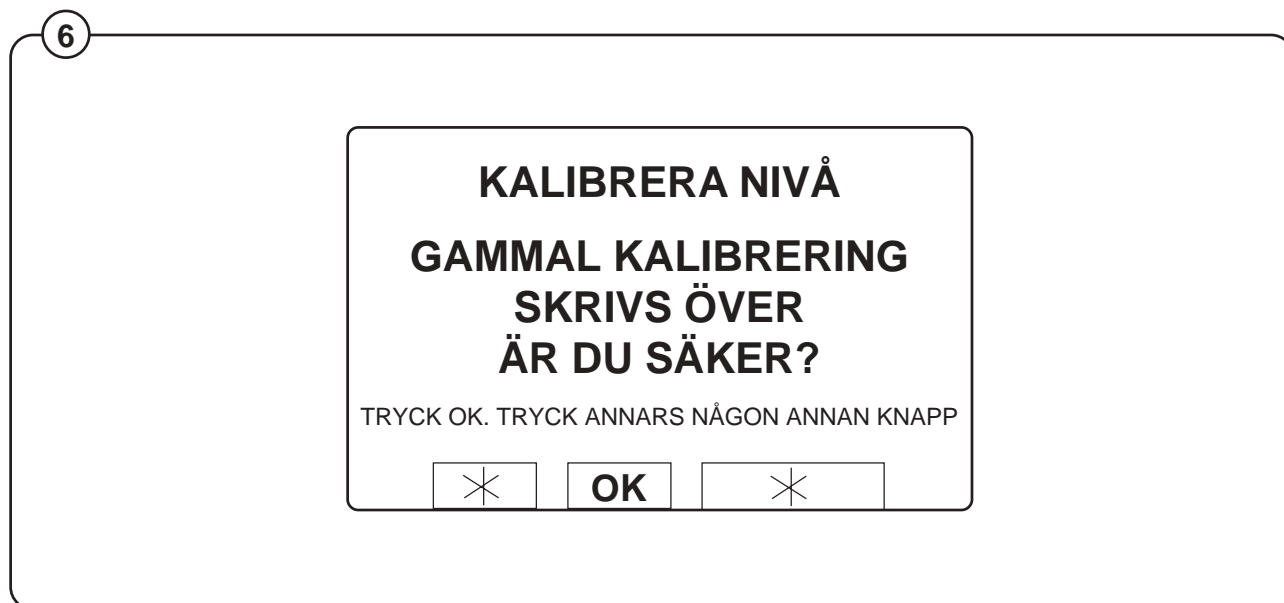 6
KALIBRERA NIVÅ
GAMMAL KALIBRERING
SKRIVS ÖVER
ÄR DU SÄKER?
TRYCK OK. TRYCK ANNARS NÅGON ANNAN KNAPP
OK